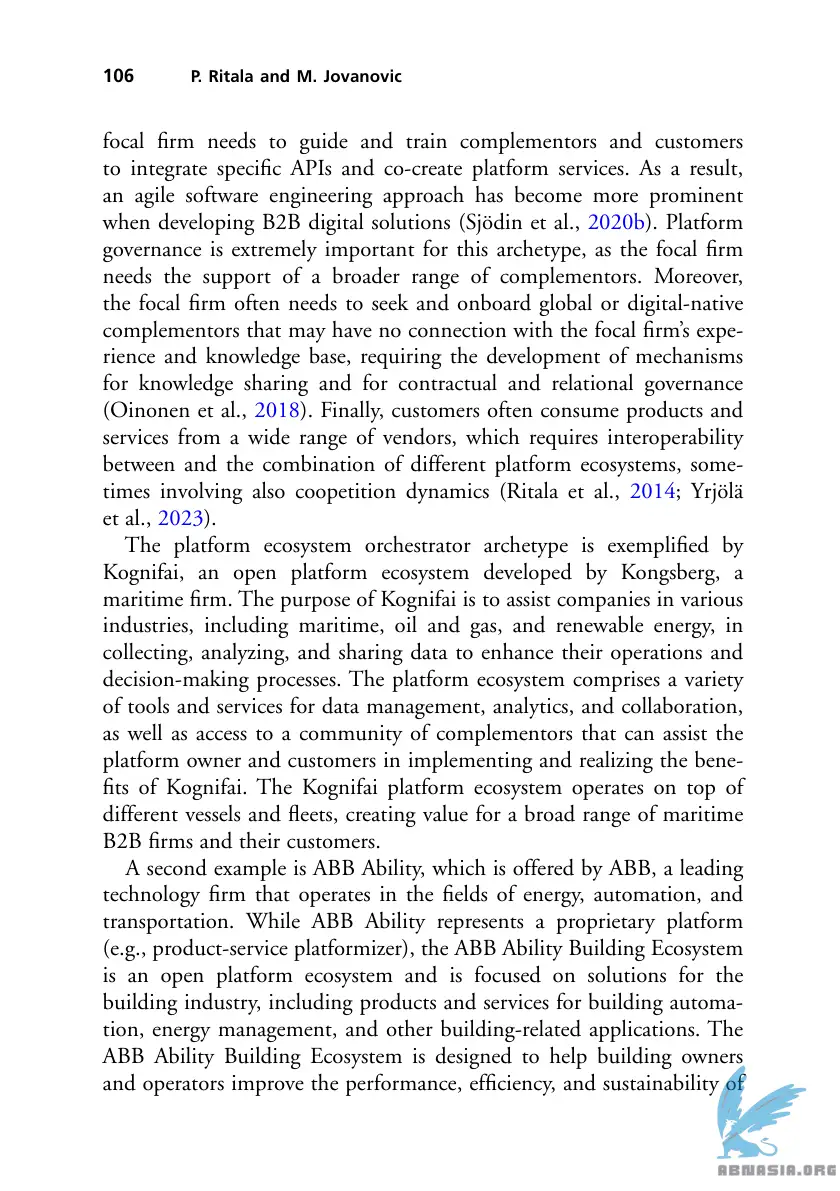 106 P. Ritala and M. Jovanovic
focal firm needs to guide and train complementors and customers
to integrate specific APIs and co-create platform services. As a result,
an agile software engineering approach has become more prominent
when developing B2B digital solutions (Sjödin et al., 2020b). Platform
governance is extremely important for this archetype, as the focal firm
needs the support of a broader range of complementors. Moreover,
the focal firm often needs to seek and onboard global or digital-native
complementors that may have no connection with the focal firm's expe-
rience and knowledge base, requiring the development of mechanisms
for knowledge sharing and for contractual and relational governance
(Oinonen et al., 2018). Finally, customers often consume products and
services from a wide range of vendors, which requires interoperability
between and the combination of different platform ecosystems, some-
times involving also coopetition dynamics (Ritala et al., 2014; Yrjölä
et al., 2023).
The platform ecosystem orchestrator archetype is exemplified by
Kognifai, an open platform ecosystem developed by Kongsberg, a
maritime firm. The purpose of Kognifai is to assist companies in various
industries, including maritime, oil and gas, and renewable energy, in
collecting, analyzing, and sharing data to enhance their operations and
decision-making processes. The platform ecosystem comprises a variety
of tools and services for data management, analytics, and collaboration,
as well as access to a community of complementors that can assist the
platform owner and customers in implementing and realizing the bene-
fits of Kognifai. The Kognifai platform ecosystem operates on top of
different vessels and fleets, creating value for a broad range of maritime
B2B firms and their customers.
A second example is ABB Ability, which is offered by ABB, a leading
technology firm that operates in the fields of energy, automation, and
transportation. While ABB Ability represents a proprietary platform
(e.g., product-service platformizer), the ABB Ability Building Ecosystem
is an open platform ecosystem and is focused on solutions for the
building industry, including products and services for building automa-
tion, energy management, and other building-related applications. The
ABB Ability Building Ecosystem is designed to help building owners
and operators improve the performance, efficiency, and sustainability of
ABNASIA.ORG